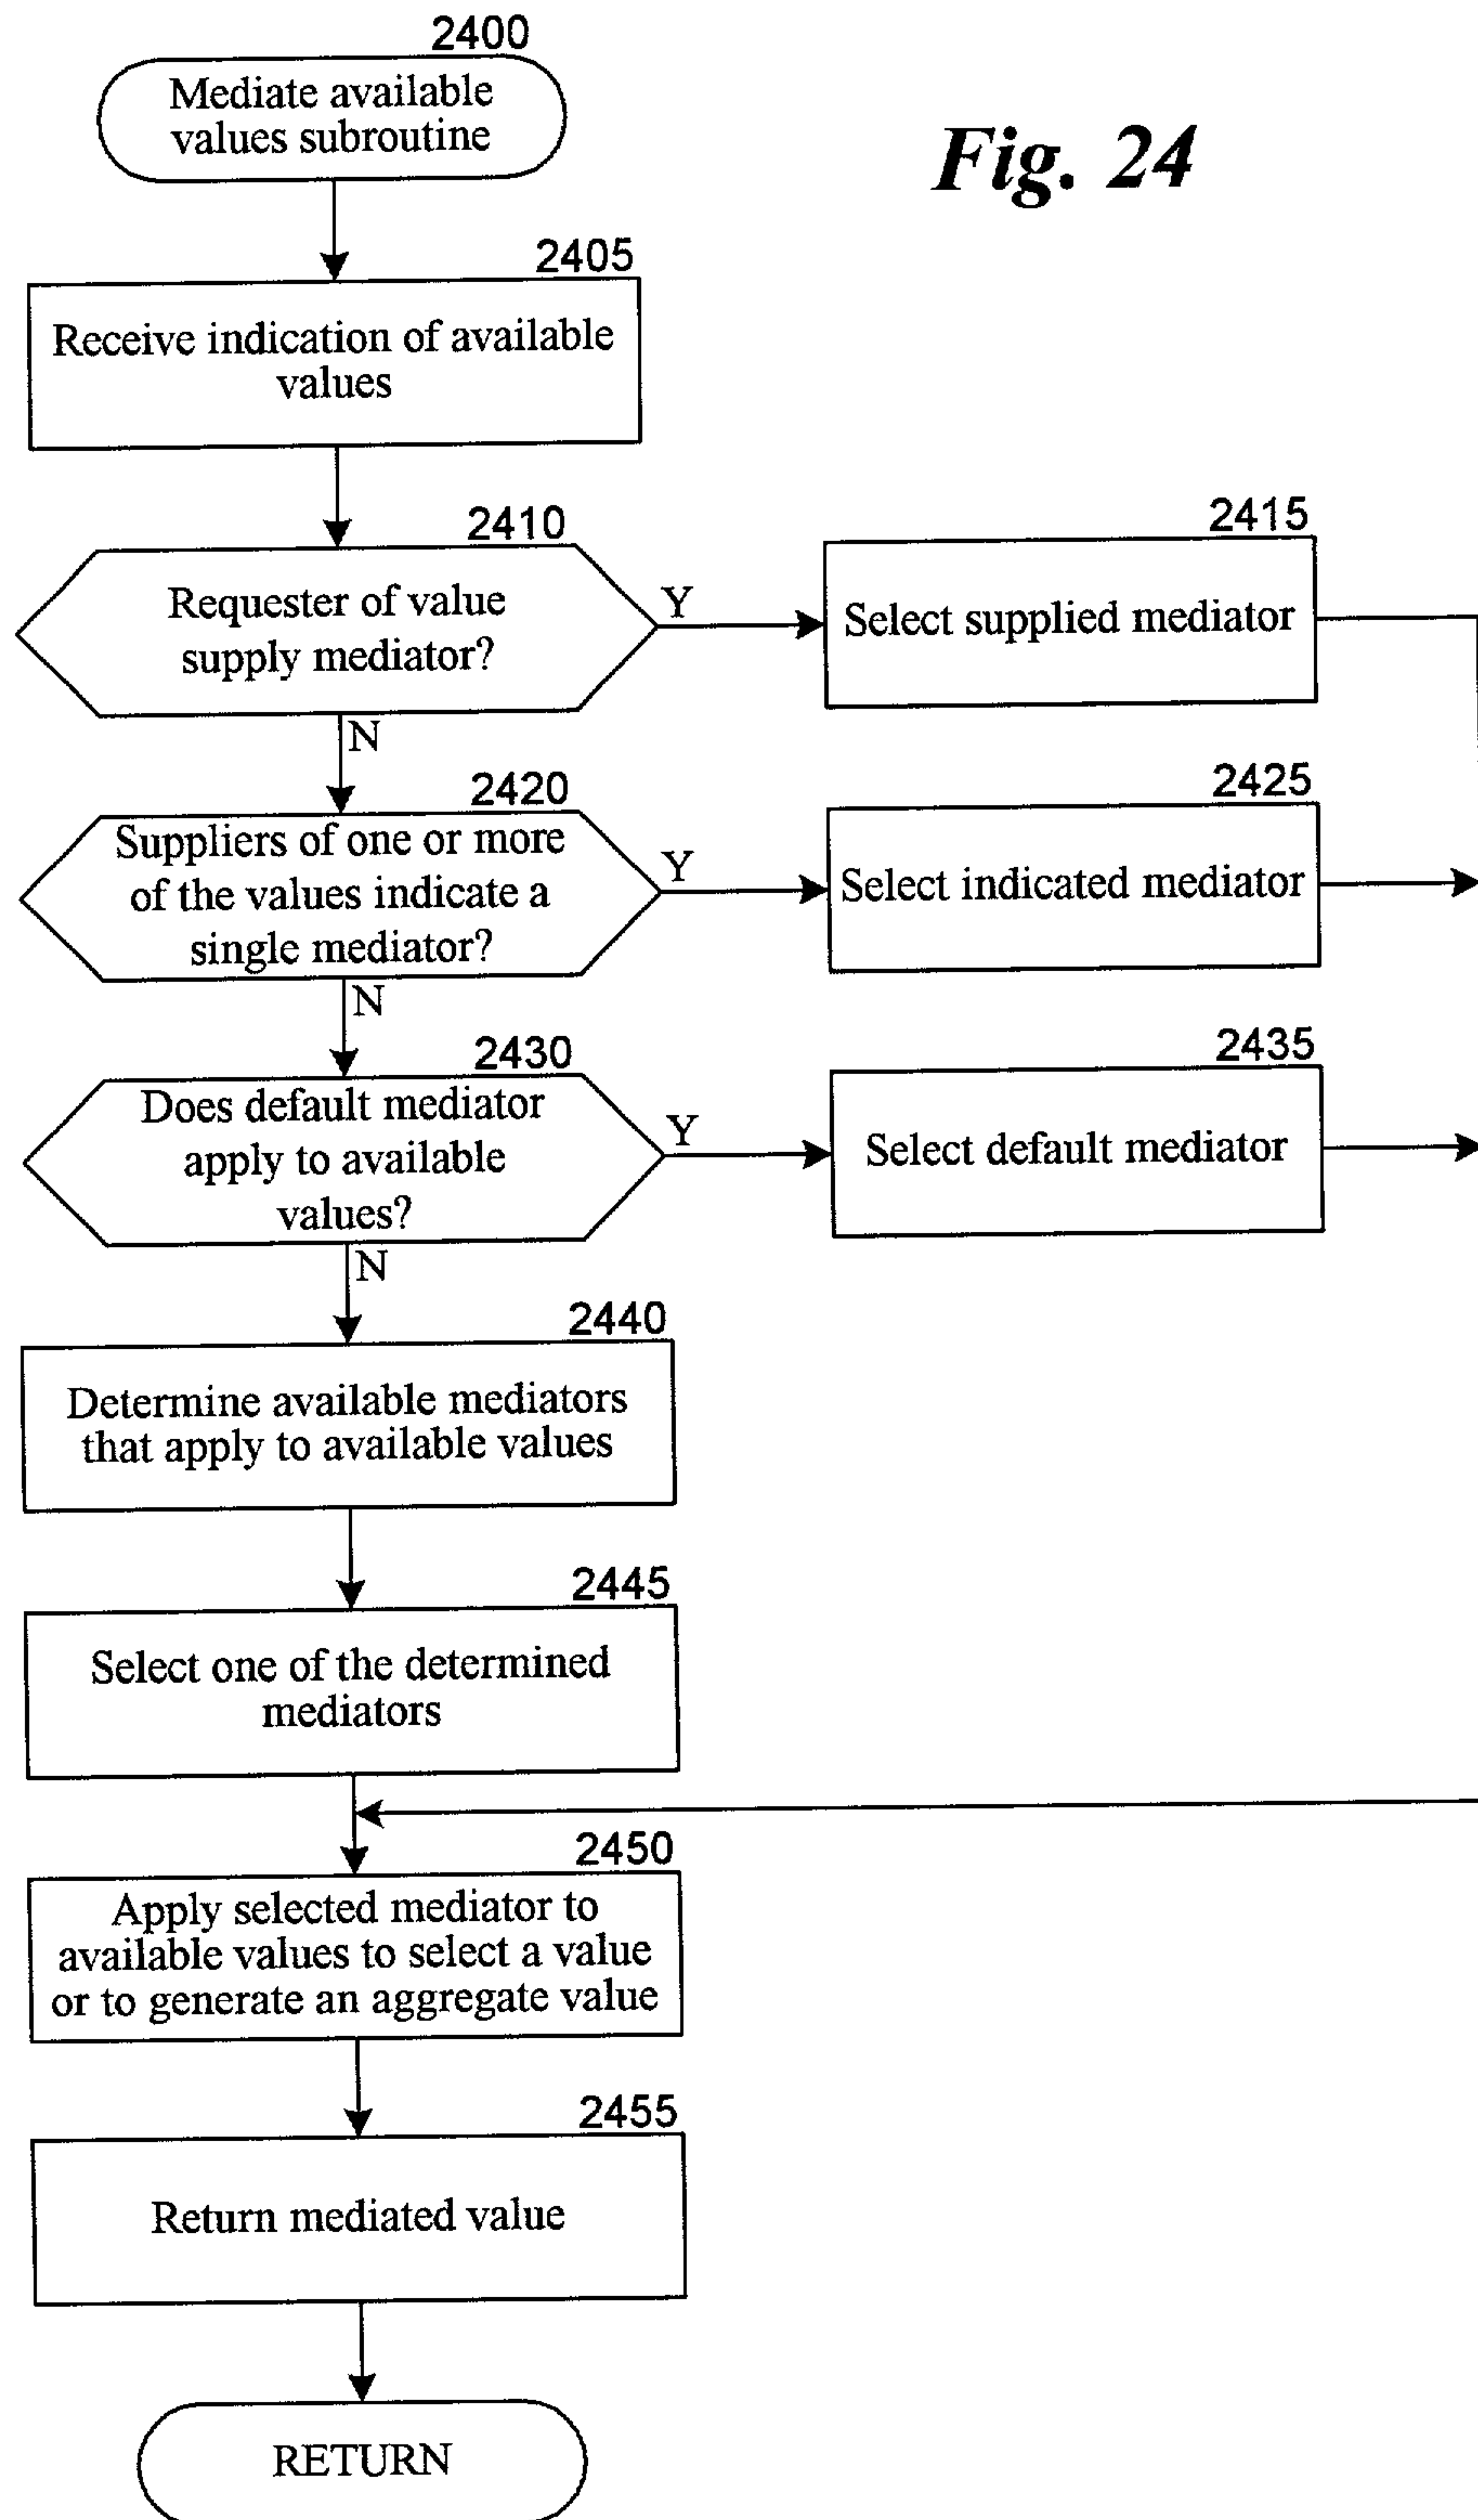 2400
Mediate available
values subroutine
Fig. 24
2405
Receive indication of available
values
2410
Requester of value
supply mediator?
Y
2415
Select supplied mediator
N
2420
Suppliers of one or more
of the values indicate a
single mediator?
Y
2425
Select indicated mediator
N
2430
Does default mediator
apply to available
values?
Y
2435
Select default mediator
N
2440
Determine available mediators
that apply to available values
2445
Select one of the determined
mediators
2450
Apply selected mediator to
available values to select a value
or to generate an aggregate value
2455
Return mediated value
RETURN